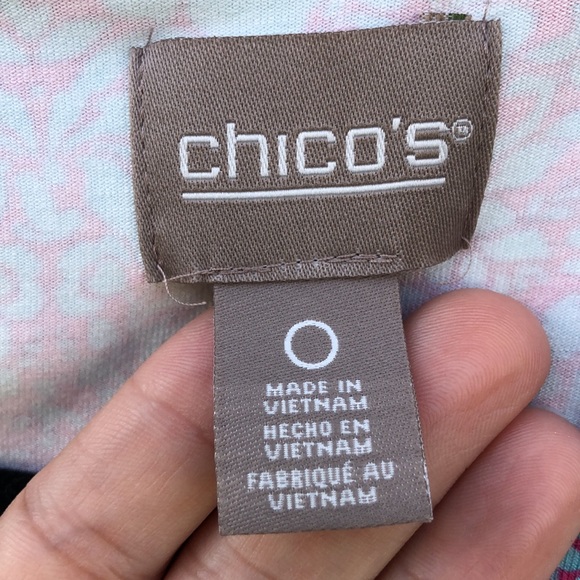 chico's®
0
MADE IN
VIETNAM
HECHO EN
VIETNAM
FABRIQUÉ AU
VIETNAM